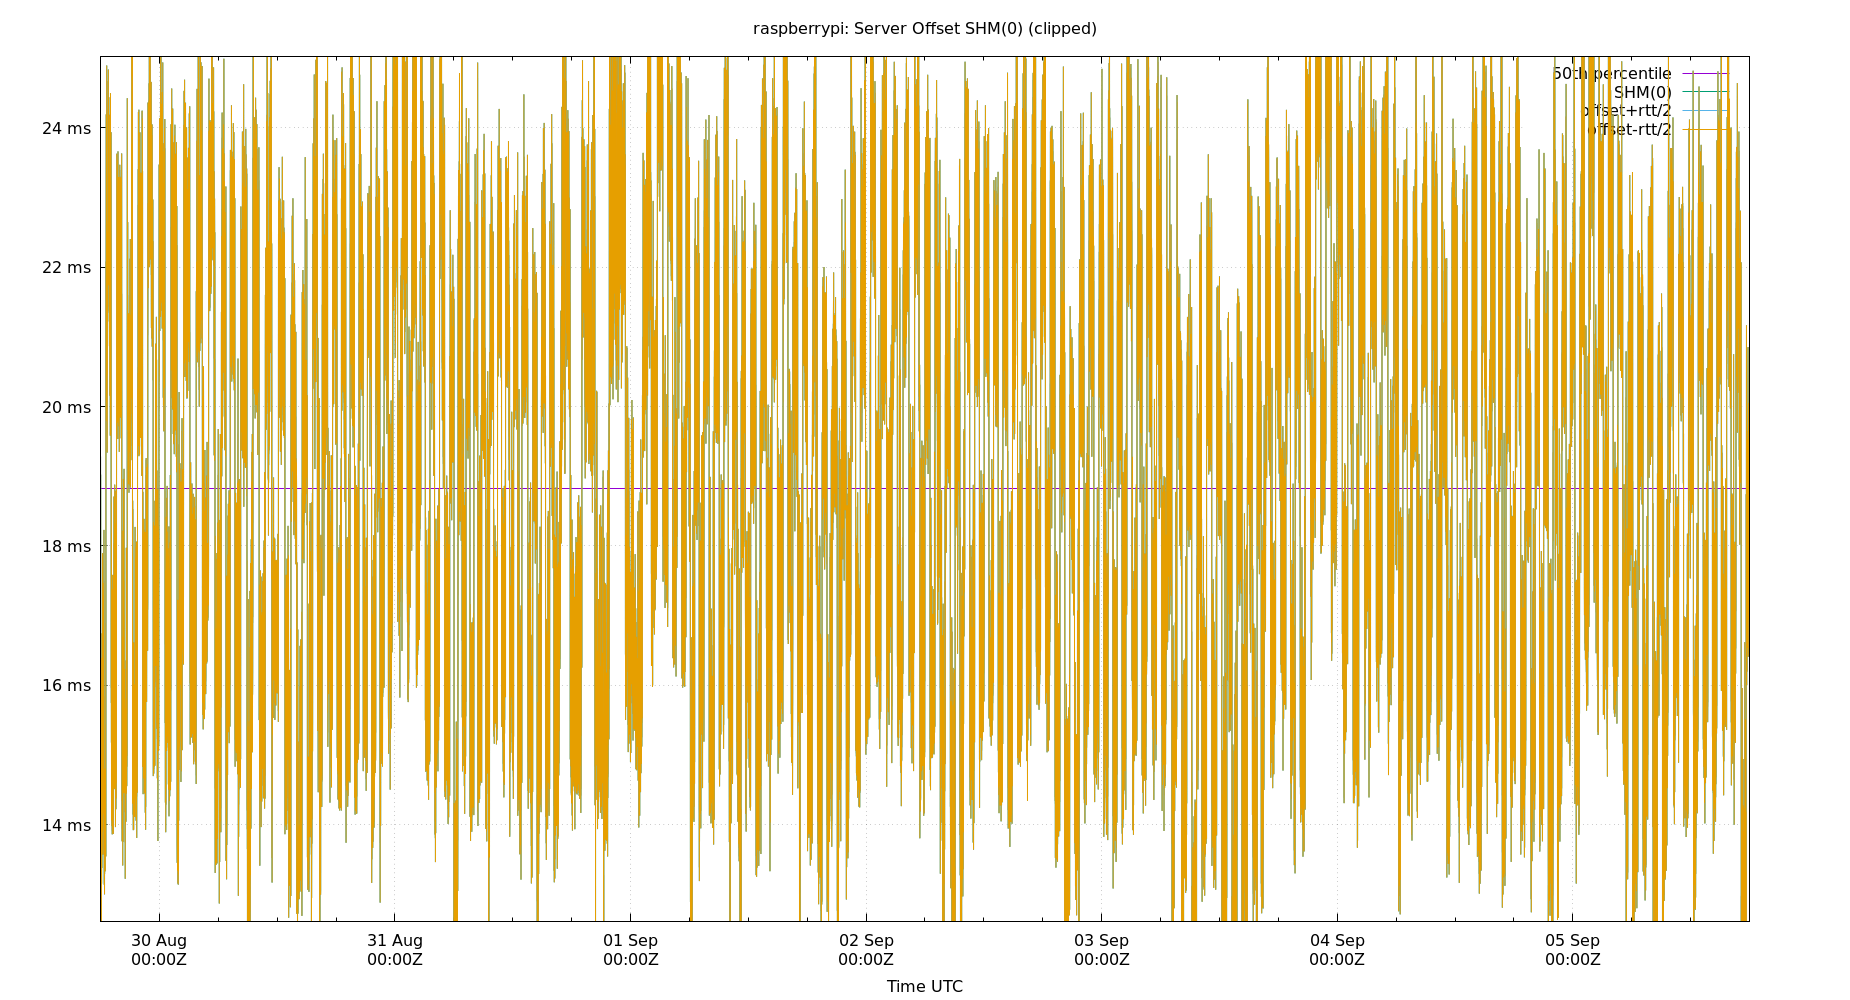 raspberrypi: Server Offset SHM(0) (clipped)
50th percentile
SHM(0)
offset+rtt/2
offset-rtt/2
24 ms
22 ms
20 ms
18 ms
16 ms
14 ms
30 Aug
00:00Z
31 Aug
00:00Z
01 Sep
00:00Z
02 Sep
00:00Z
03 Sep
00:00Z
04 Sep
00:00Z
05 Sep
00:00Z
Time UTC